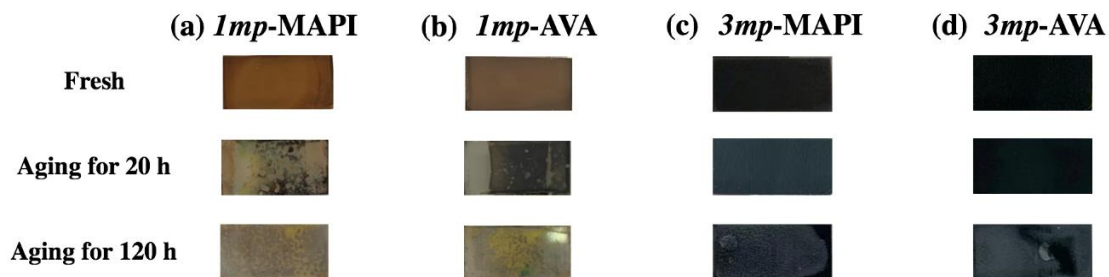 (a) 1mp-MAPI (b) 1mp-AVA (c) 3mp-MAPI (d) 3mp-AVA
Fresh
Aging for 20 h
Aging for 120 h